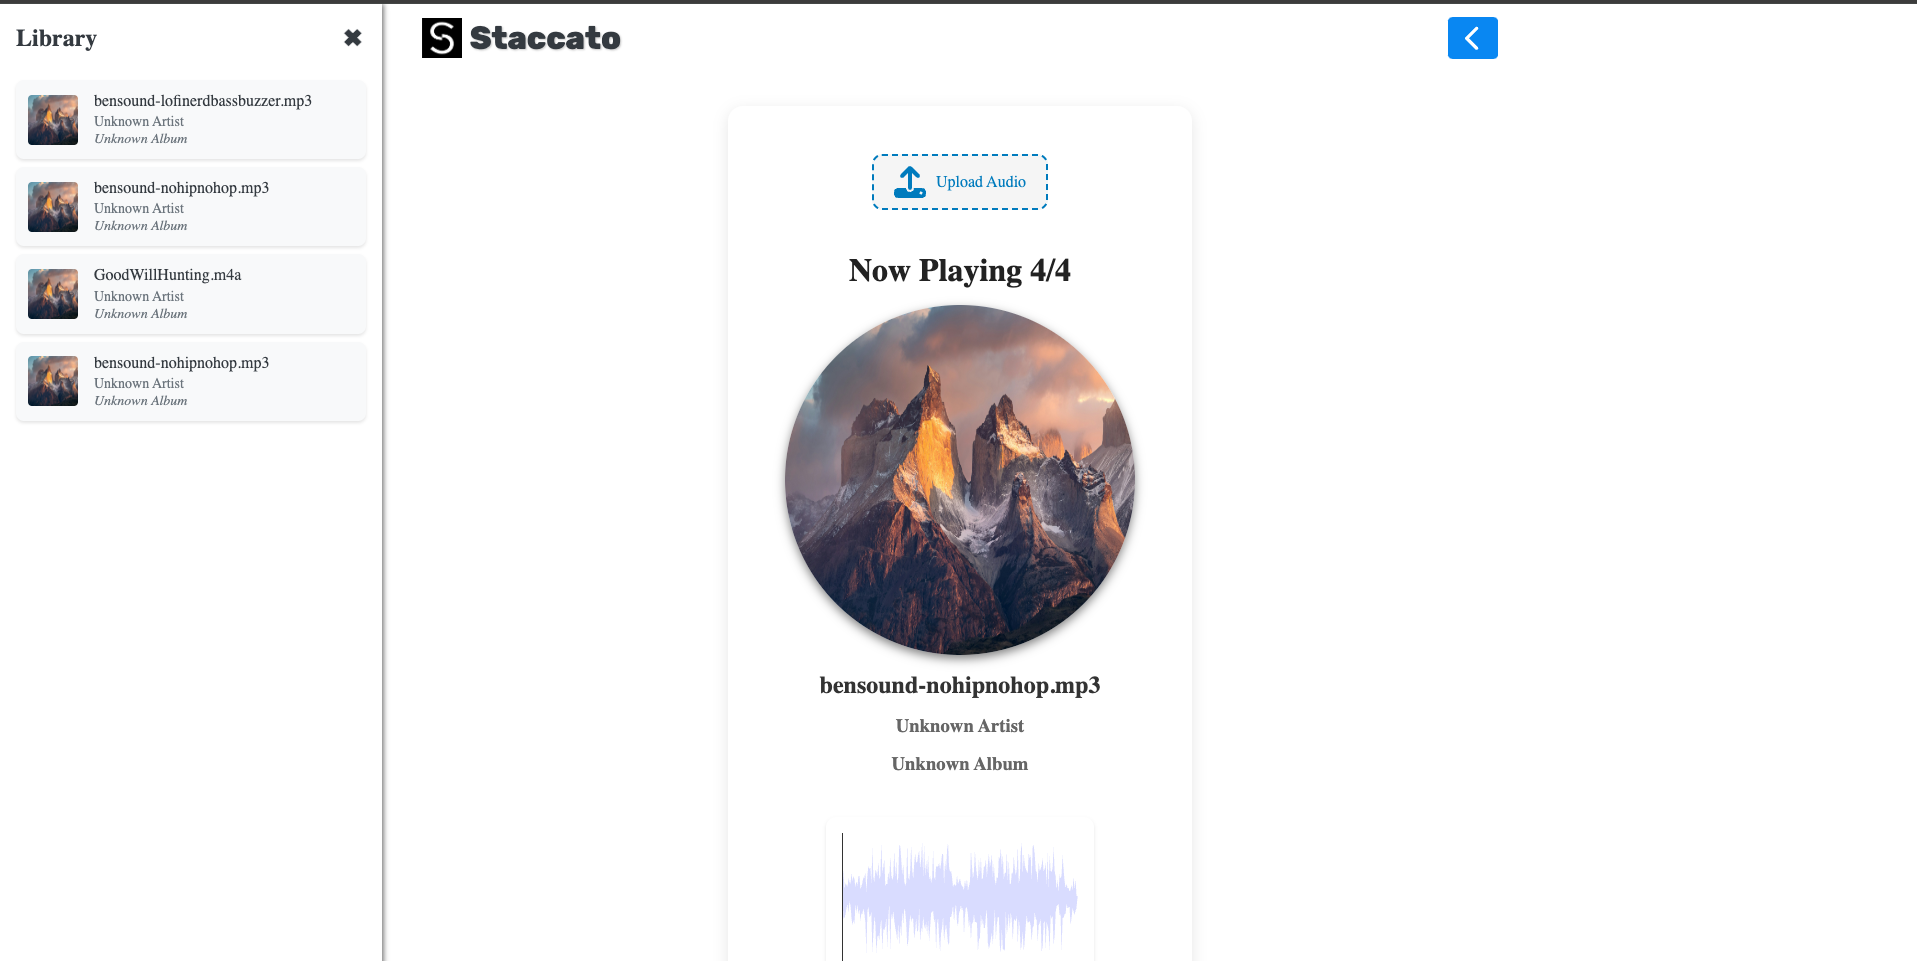 Library
bensound-lofinerdbassbuzzer.mp3
Unknown Artist
Unknown Album
bensound-nohipnohop.mp3
Unknown Artist
Unknown Album
GoodWillHunting.m4a
Unknown Artist
Unknown Album
bensound-nohipnohop.mp3
Unknown Artist
Unknown Album
S Staccato
Upload Audio
Now Playing 4/4
bensound-nohipnohop.mp3
Unknown Artist
Unknown Album